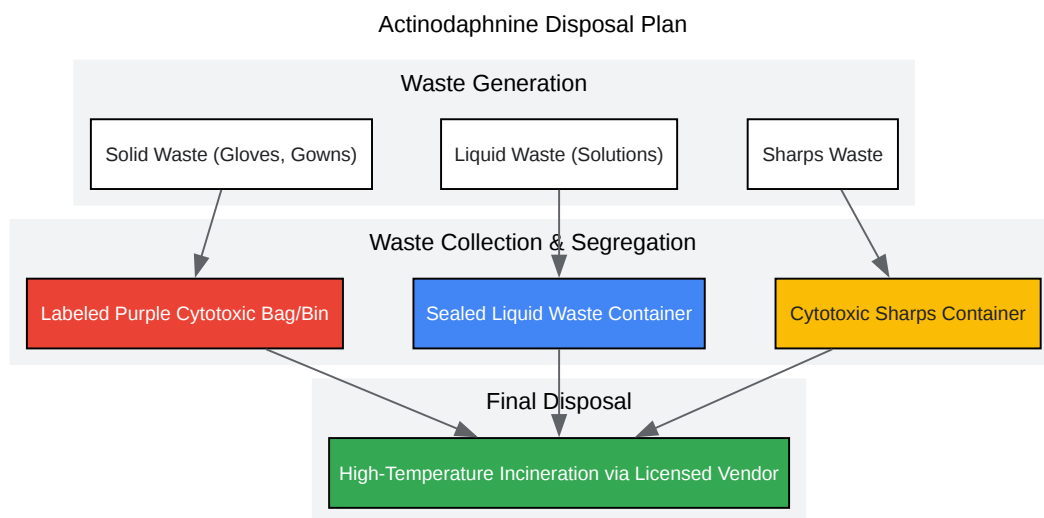 Actinodaphnine Disposal Plan
Waste Generation
Solid Waste (Gloves, Gowns)
Liquid Waste (Solutions)
Sharps Waste
Waste Collection & Segregation
Labeled Purple Cytotoxic Bag/Bin
Sealed Liquid Waste Container
Cytotoxic Sharps Container
Final Disposal
High-Temperature Incineration via Licensed Vendor